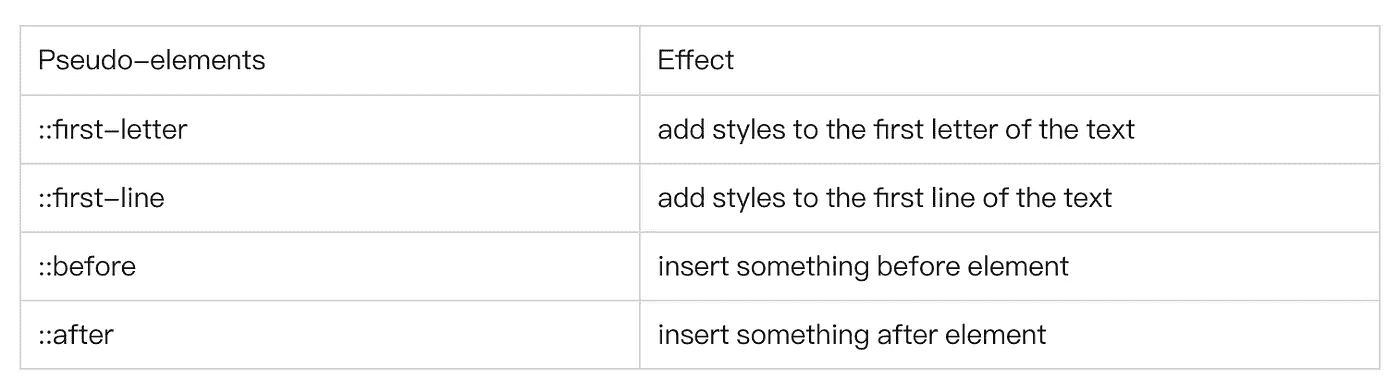 Pseudo-elements Effect
::first-letter add styles to the first letter of the text
::first-line add styles to the first line of the text
::before insert something before element
::after insert something after element